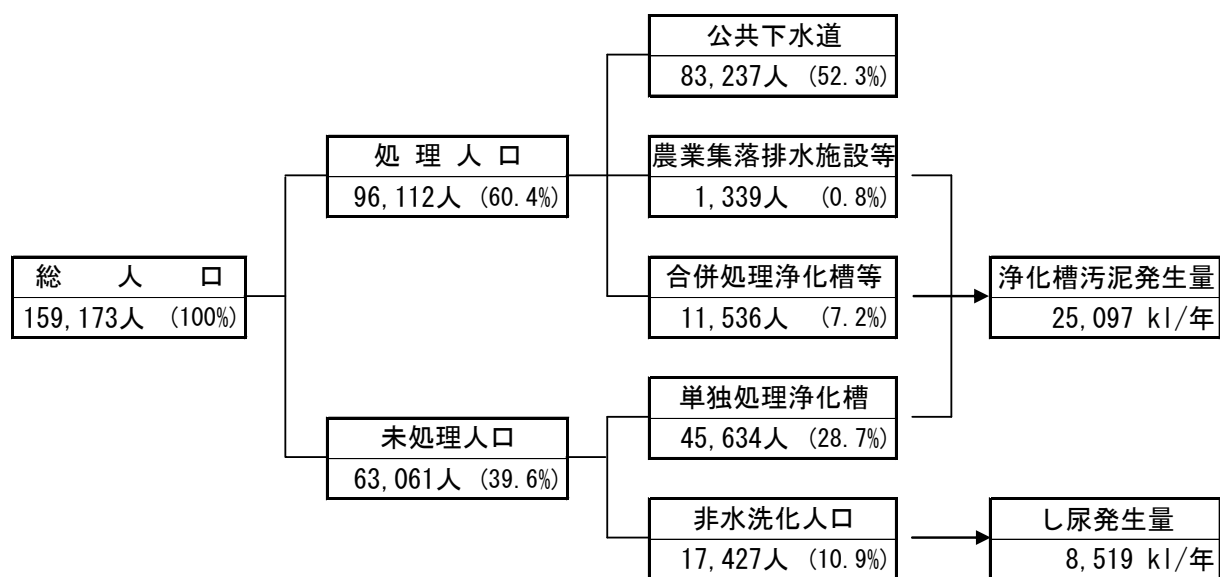 公共下水道
83,237人 (52.3%)
処理人口
96,112人 (60.4%)
農業集落排水施設等
1,339人 (0.8%)
総人口
159,173人 (100%)
合併処理浄化槽等
11,536人 (7.2%)
浄化槽汚泥発生量
25,097 kl/年
未処理人口
63,061人 (39.6%)
単独処理浄化槽
45,634人 (28.7%)
非水洗化人口
17,427人 (10.9%)
し尿発生量
8,519 kl/年